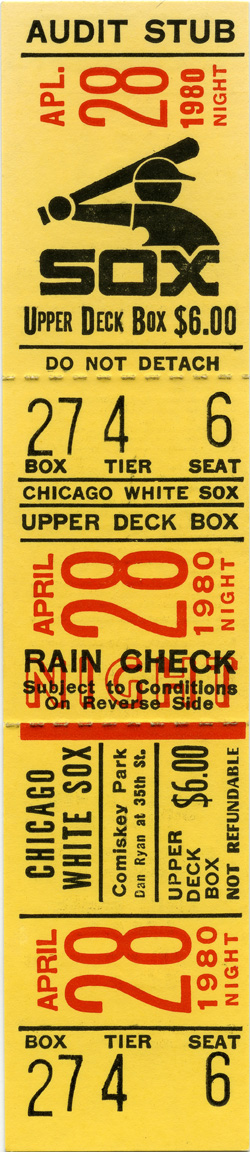 AUDIT STUB
APL. 28 1980 NIGHT
SOX
UPPER DECK BOX $6.00
DO NOT DETACH
27 4 6
BOX TIER SEAT
CHICAGO WHITE SOX
UPPER DECK BOX
APRIL 28 1980 NIGHT
NIGHT
RAIN CHECK
Subject to Conditions
On Reverse Side
CHICAGO
WHITE SOX
Comiskey Park
Dan Ryan at 35th St.
UPPER
DECK
BOX
$6.00
NOT REFUNDABLE
APRIL 28 1980 NIGHT
BOX TIER SEAT
27 4 6